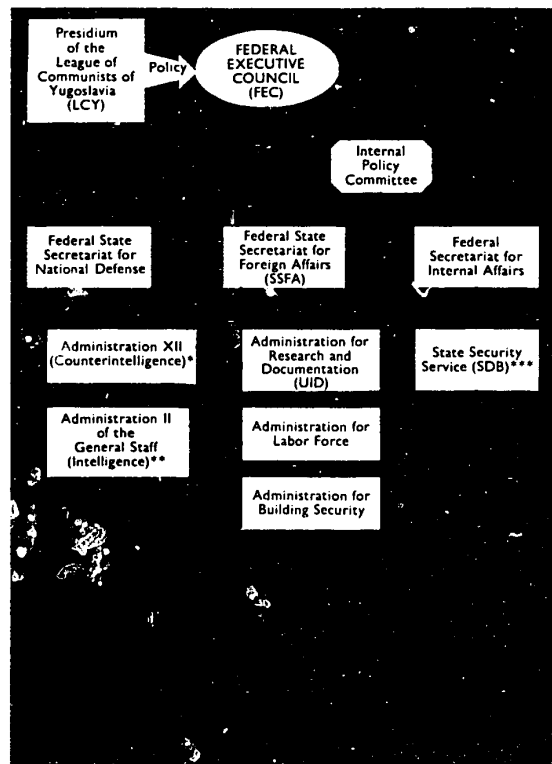 Presidium
of the
League of
Communists of
Yugoslavia
(LCY)
Policy
FEDERAL
EXECUTIVE
COUNCIL
(FEC)
Internal
Policy
Committee
Federal State
Secretariat for
National Defense
Federal State
Secretariat for
Foreign Affairs
(SSFA)
Federal
Secretariat for
Internal Affairs
Administration XII
(Counterintelligence)*
Administration II
of the
General Staff
(Intelligence)**
Administration for
Research and
Documentation
(UID)
Administration for
Labor Force
Administration for
Building Security
State Security
Service (SDB)***